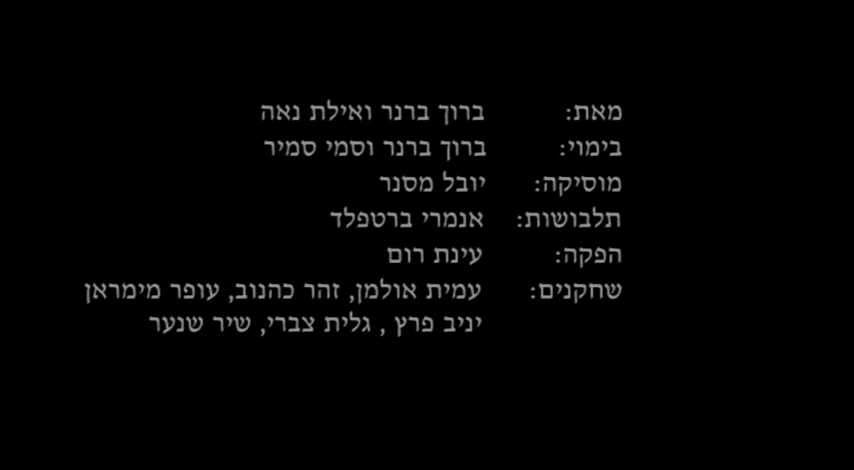 מאת: ברוך ברנר ואילת נאה
בימוי: ברוך ברנר וסמי סמיר
מוסיקה: יובל מסנר
תלבושות: אנמרי ברטפלד
הפקה: עינת רום
שחקנים: עמית אולמן, זהר כהנוב, עופר מימראן
יניב פרץ , גלית צברי, שיר שנער